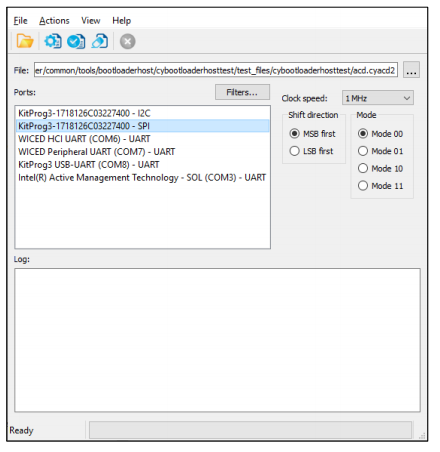 File Actions View Help
File: er/common/tools/bootloaderhost/cybootloaderhosttest/test_files/cybootloaderhosttest/acd.cyacd2 ...
Ports: Filters...
KitProg3-1718126C03227400 - I2C
KitProg3-1718126C03227400 - SPI
WICED HCI UART (COM6) - UART
WICED Peripheral UART (COM7) - UART
KitProg3 USB-UART (COM8) - UART
Intel(R) Active Management Technology - SOL (COM3) - UART
Clock speed: 1 MHz
Shift direction
MSB first
LSB first
Mode
Mode 00
Mode 01
Mode 10
Mode 11
Log:
Ready